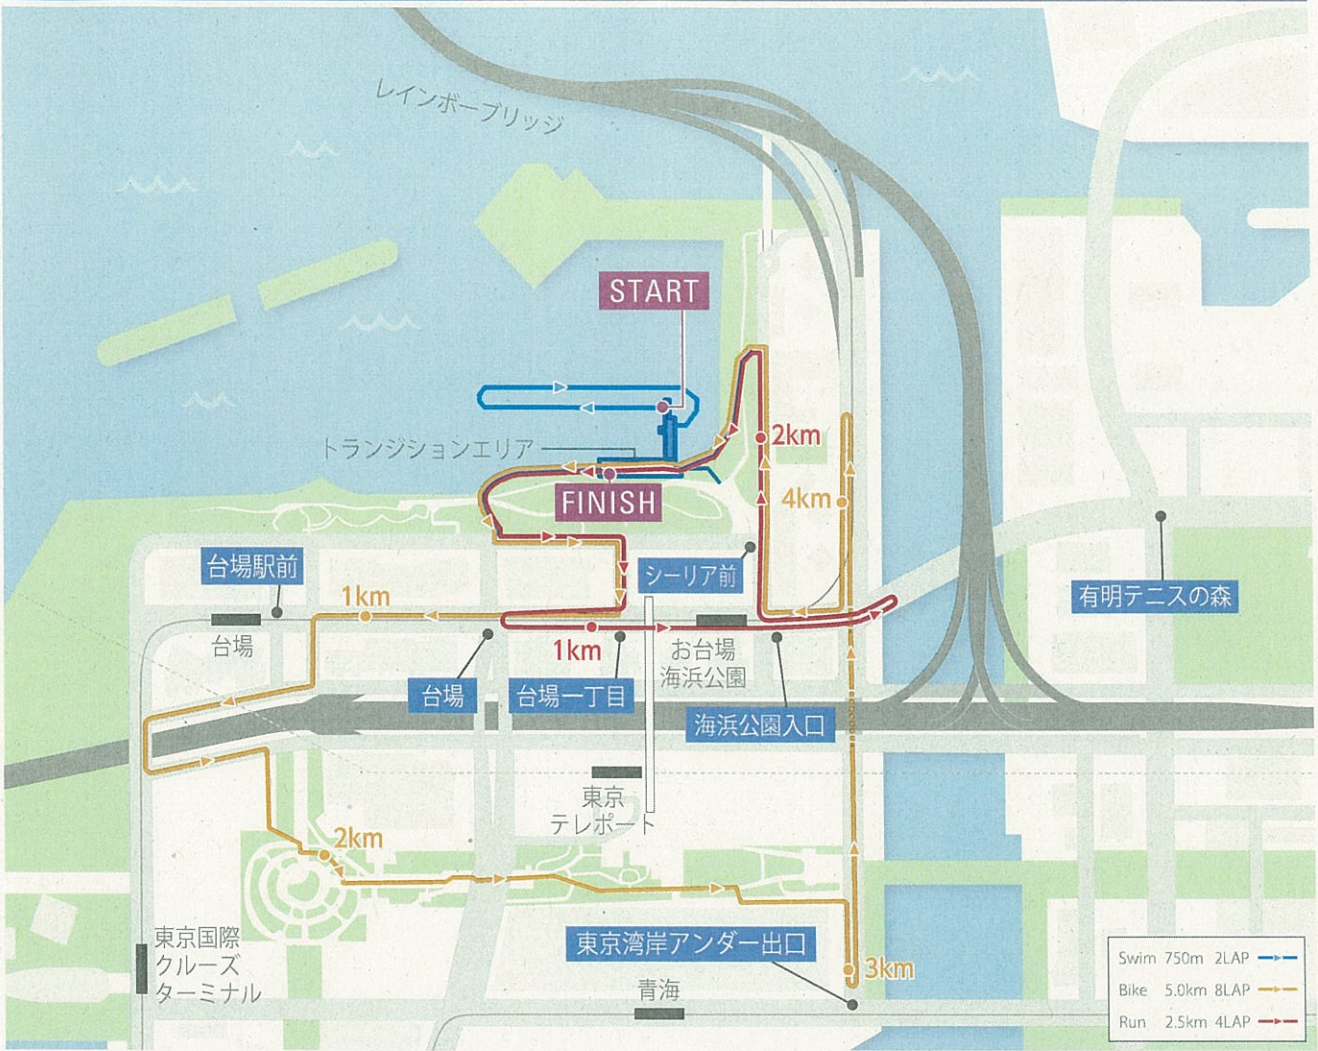 レインボーブリッジ
START
トランジションエリア
2km
4km
FINISH
シーリア前
台場駅前
有明テニスの森
1km
台場
1km
お台場
海浜公園
台場
台場一丁目
海浜公園入口
東京
テレポート
2km
東京国際
クルーズ
ターミナル
東京湾岸アンダー出口
3km
青海
Swim 750m 2LAP
Bike 5.0km 8LAP
Run 2.5km 4LAP